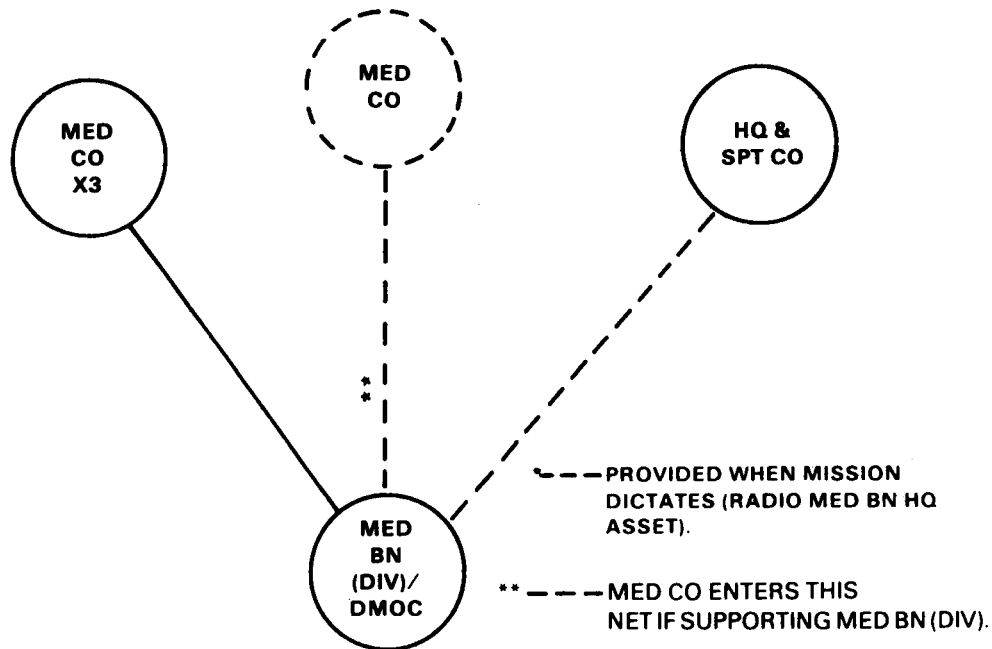 MED
CO
MED
CO
X3
HQ &
SPT CO
**
MED
BN
(DIV)/
DMOC
* – – – PROVIDED WHEN MISSION
DICTATES (RADIO MED BN HQ
ASSET).
** – – – MED CO ENTERS THIS
NET IF SUPPORTING MED BN (DIV).